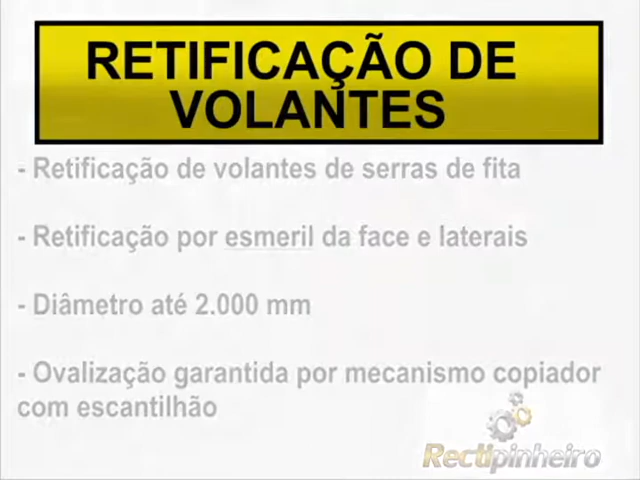 RETIFICAÇÃO DE
VOLANTES
- Retificação de volantes de serras de fita
- Retificação por esmeril da face e laterais
- Diâmetro até 2.000 mm
- Ovalização garantida por mecanismo copiador
com escantilhão
Rectipinheiro